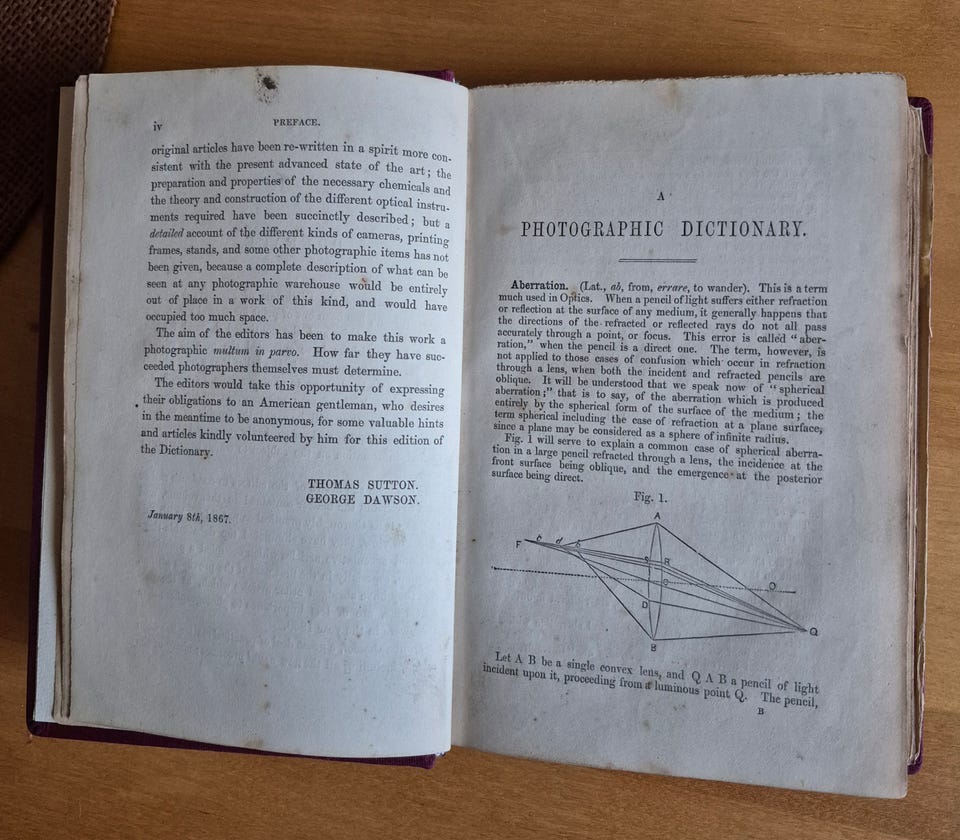 iv
PREFACE.
original articles have been re-written in a spirit more con-
sistent with the present advanced state of the art; the
preparation and properties of the necessary chemicals and
the theory and construction of the different optical instru-
ments required have been succinctly described; but a
detailed account of the different kinds of cameras, printing
frames, stands, and some other photographic items has not
been given, because a complete description of what can be
seen at any photographic warehouse would be entirely
out of place in a work of this kind, and would have
occupied too much space.
The aim of the editors has been to make this work a
photographic multum in parvo. How far they have suc-
ceeded photographers themselves must determine.
The editors would take this opportunity of expressing
their obligations to an American gentleman, who desires
in the meantime to be anonymous, for some valuable hints
and articles kindly volunteered by him for this edition of
the Dictionary.
THOMAS SUTTON.
GEORGE DAWSON.
January 8th, 1867.
A
PHOTOGRAPHIC DICTIONARY.
Aberration. (Lat., ab, from, errare, to wander). This is a term
much used in Optics. When a pencil of light suffers either refraction
or reflection at the surface of any medium, it generally happens that
the directions of the refracted or reflected rays do not all pass
accurately through a point, or focus. This error is called "aber-
ration," when the pencil is a direct one. The term, however, is
not applied to those cases of confusion which occur in refraction
through a lens, when both the incident and refracted pencils are
oblique. It will be understood that we speak now of "spherical
aberration;" that is to say, of the aberration which is produced
entirely by the spherical form of the surface of the medium; the
term spherical including the case of refraction at a plane surface,
since a plane may be considered as a sphere of infinite radius.
Fig. 1 will serve to explain a common case of spherical aberra-
tion in a large pencil refracted through a lens, the incidence at the
front surface being oblique, and the emergence at the posterior
surface being direct.
Fig. 1.
A
F
d
S R
O
D
Q
B
Let A B be a single convex lens, and Q A B a pencil of light
incident upon it, proceeding from a luminous point Q. The pencil,
B